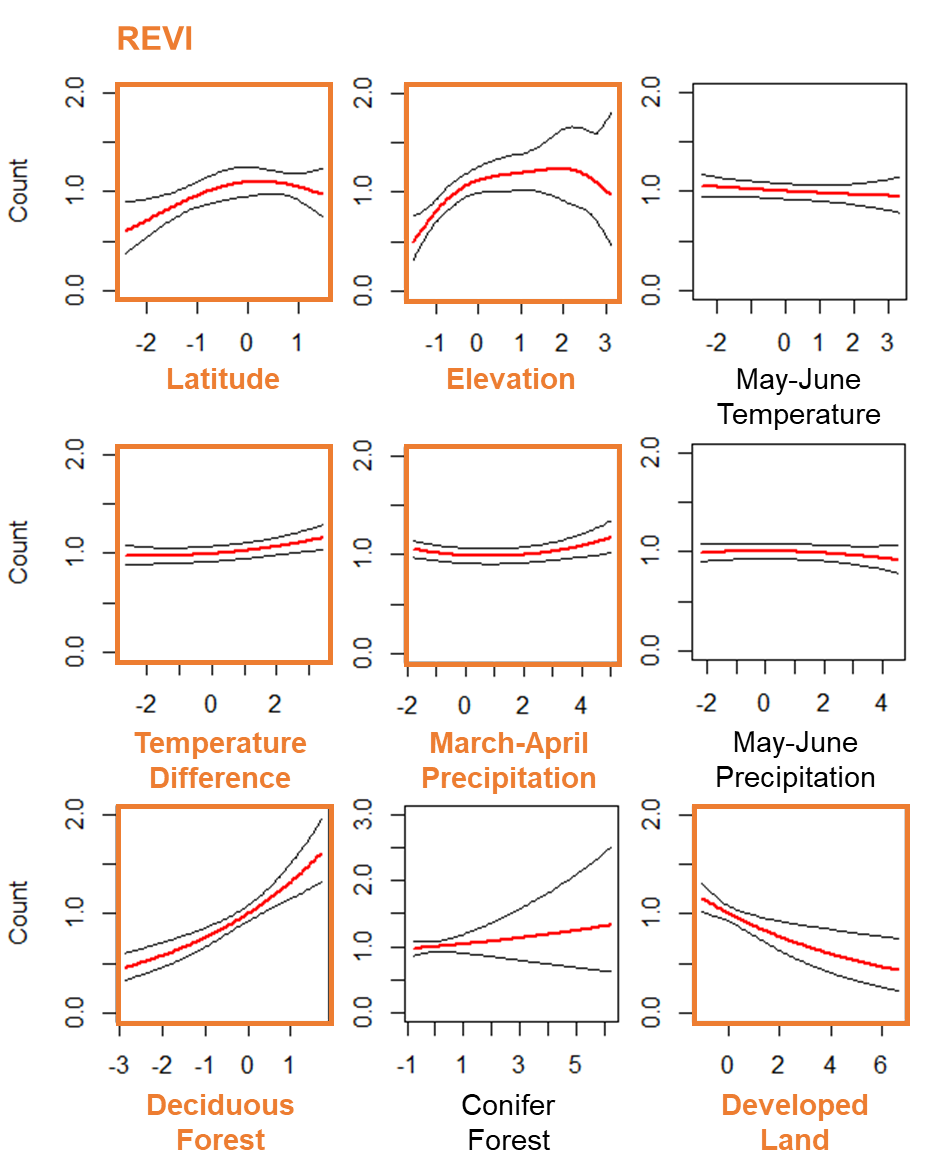 REVI
Count
2.0
1.0
0.0
-2 -1 0 1
Latitude
2.0
1.0
0.0
-1 0 1 2 3
Elevation
2.0
1.0
0.0
-2 0 1 2 3
May-June
Temperature
Count
2.0
1.0
0.0
-2 0 2
Temperature
Difference
2.0
1.0
0.0
-2 0 2 4
March-April
Precipitation
2.0
1.0
0.0
-2 0 2 4
May-June
Precipitation
Count
2.0
1.0
0.0
-3 -2 -1 0 1
Deciduous
Forest
3.0
2.0
1.0
0.0
-1 1 3 5
Conifer
Forest
2.0
1.0
0.0
0 2 4 6
Developed
Land